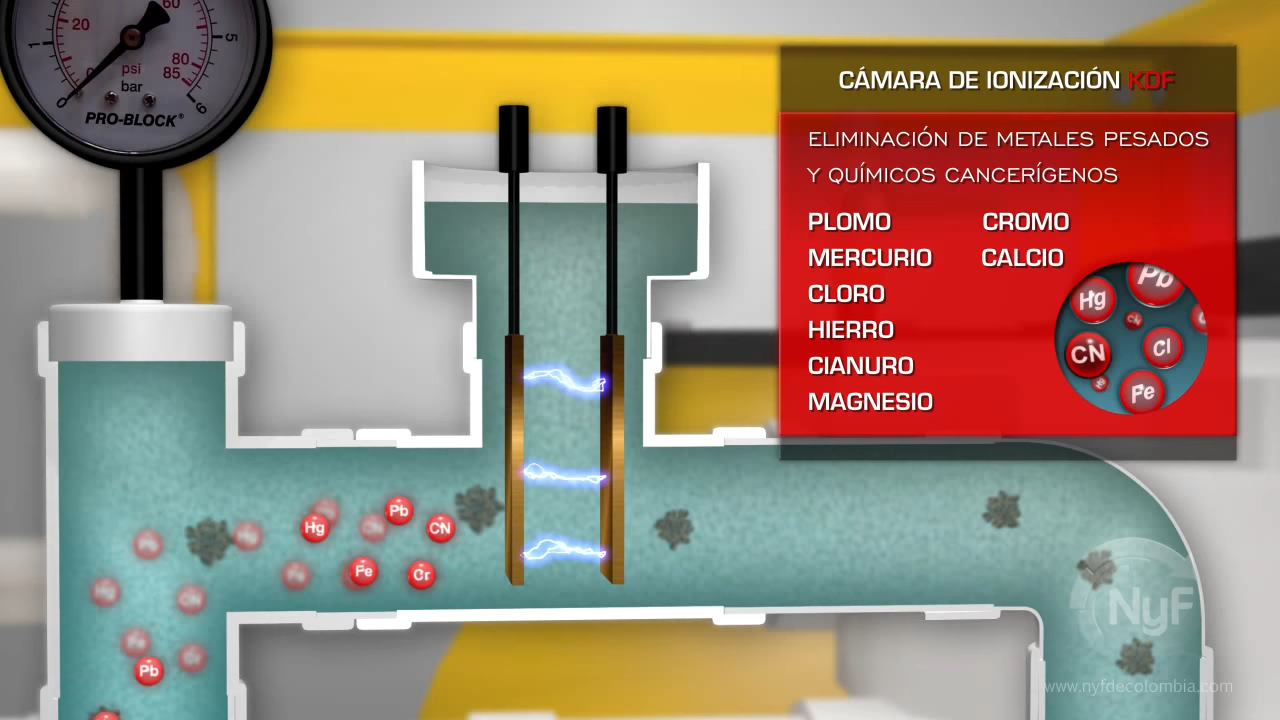 60
20
1
5
80
0
psi
85
bar
0
6
PRO-BLOCK®
CÁMARA DE IONIZACIÓN KDF
ELIMINACIÓN DE METALES PESADOS
Y QUÍMICOS CANCERÍGENOS
PLOMO CROMO
MERCURIO CALCIO
CLORO
HIERRO
CIANURO
MAGNESIO
Pb
Hg
CN
Cl
Fe
Pb
Hg
CN
Fe
Cr
Pb
NyF
www.nyfdecolombia.com